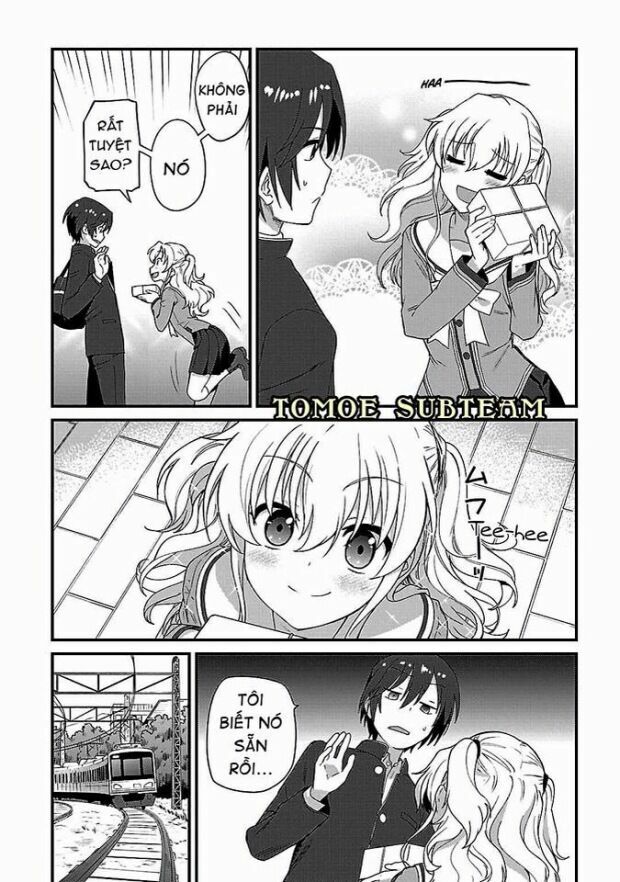 HAA
KHÔNG
PHẢI
NÓ
RẤT
TUYỆT
SAO?
TOMOE SUBTEAM
ムフーッ
Tee-hee
TÔI
BIẾT NÓ
SẴN
RỒI...